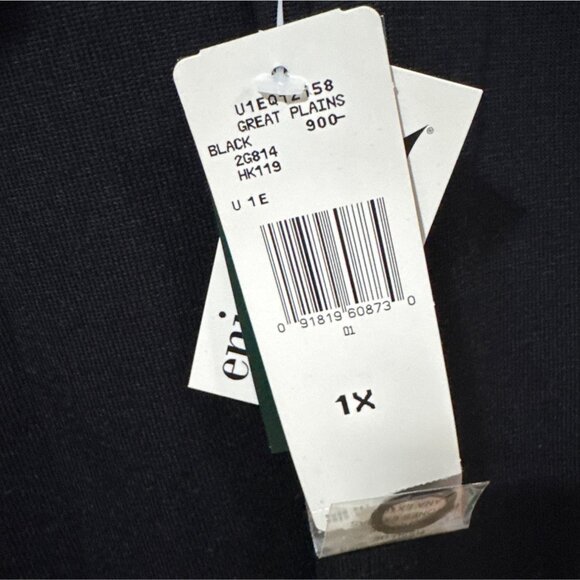 U1EQ12158
GREAT PLAINS
BLACK 900-
2G814
HK119
U 1 E
0 91819 60873 0
01
1X
®